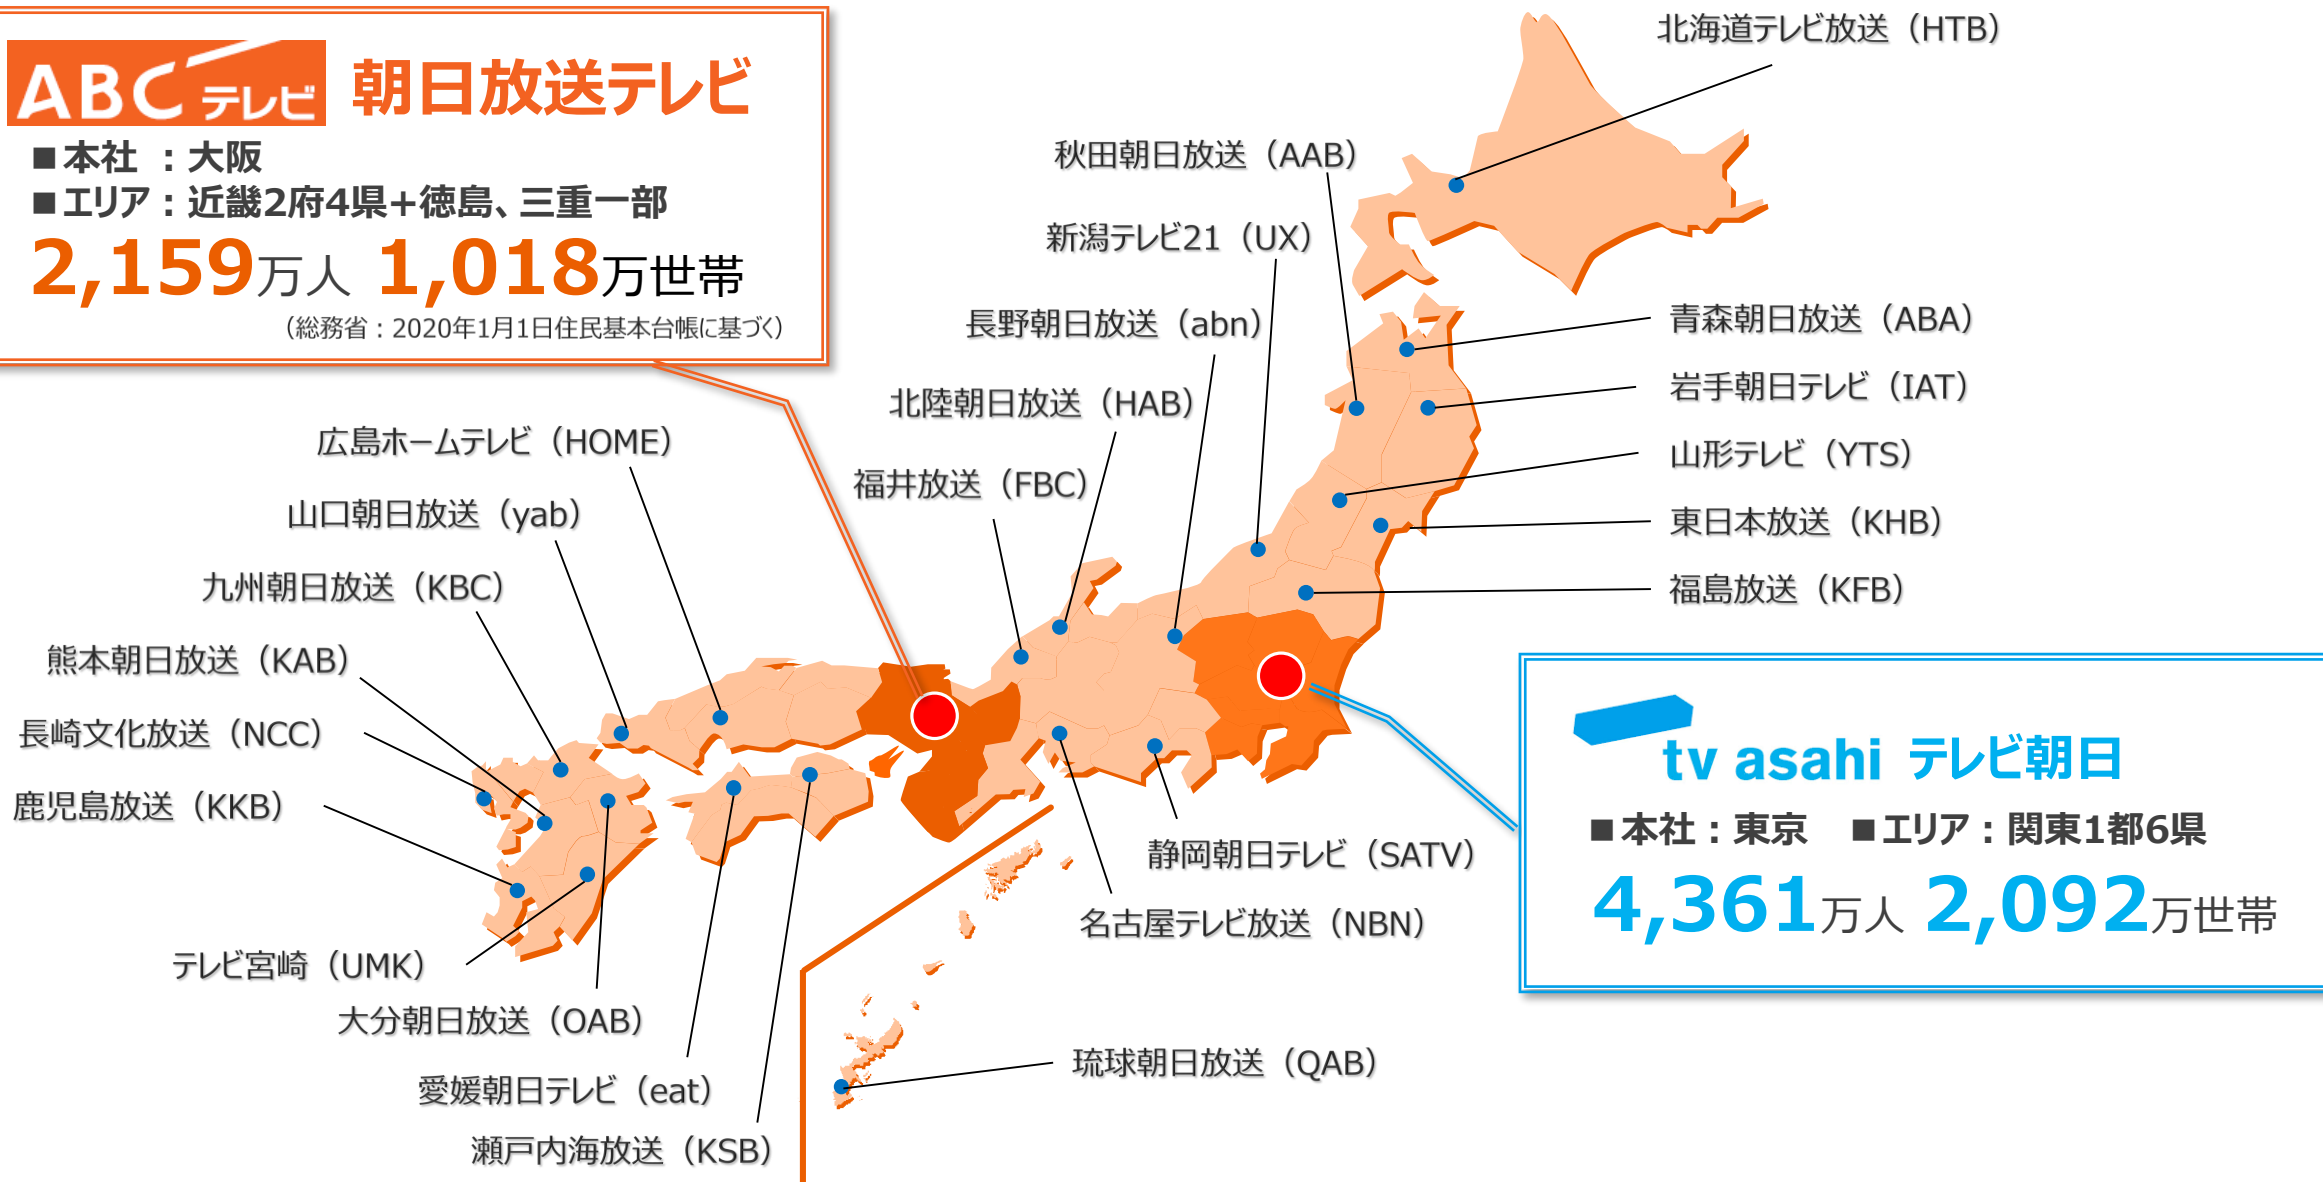 ABCテレビ 朝日放送テレビ
■本社 ：大阪
■エリア：近畿2府4県+徳島、三重一部
2,159万人 1,018万世帯
（総務省：2020年1月1日住民基本台帳に基づく）
北海道テレビ放送（HTB）
秋田朝日放送（AAB）
新潟テレビ21（UX）
長野朝日放送（abn）
北陸朝日放送（HAB）
福井放送（FBC）
青森朝日放送（ABA）
岩手朝日テレビ（IAT）
山形テレビ（YTS）
東日本放送（KHB）
福島放送（KFB）
広島ホームテレビ（HOME）
山口朝日放送（yab）
九州朝日放送（KBC）
熊本朝日放送（KAB）
長崎文化放送（NCC）
鹿児島放送（KKB）
テレビ宮崎（UMK）
大分朝日放送（OAB）
愛媛朝日テレビ（eat）
瀬戸内海放送（KSB）
静岡朝日テレビ（SATV）
名古屋テレビ放送（NBN）
琉球朝日放送（QAB）
tv asahi テレビ朝日
■本社：東京 ■エリア：関東1都6県
4,361万人 2,092万世帯